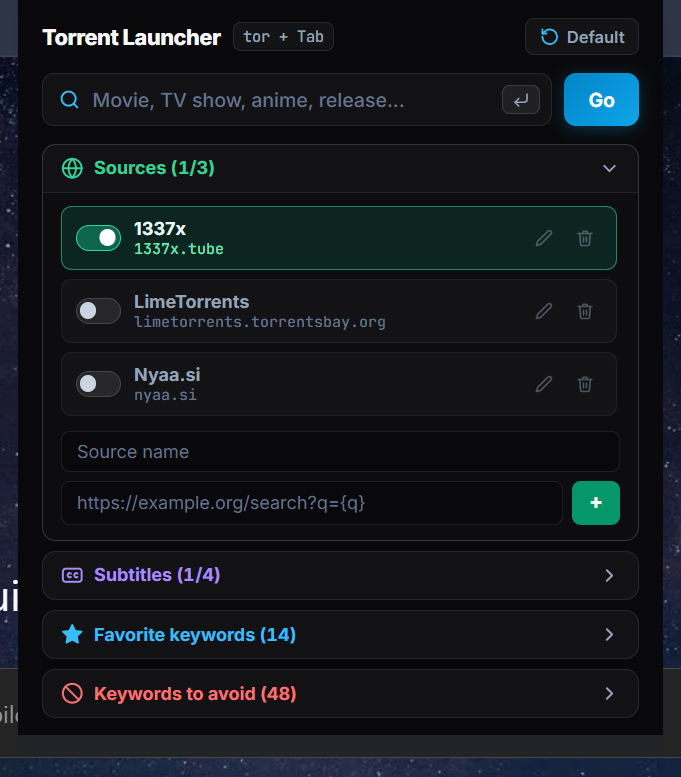 Torrent Launcher
tor + Tab
Default
Movie, TV show, anime, release...
Go
Sources (1/3)
1337x
1337x.tube
LimeTorrents
limetorrents.torrentsbay.org
Nyaa.si
nyaa.si
Source name
https://example.org/search?q={q}
+
CC Subtitles (1/4)
Favorite keywords (14)
Keywords to avoid (48)